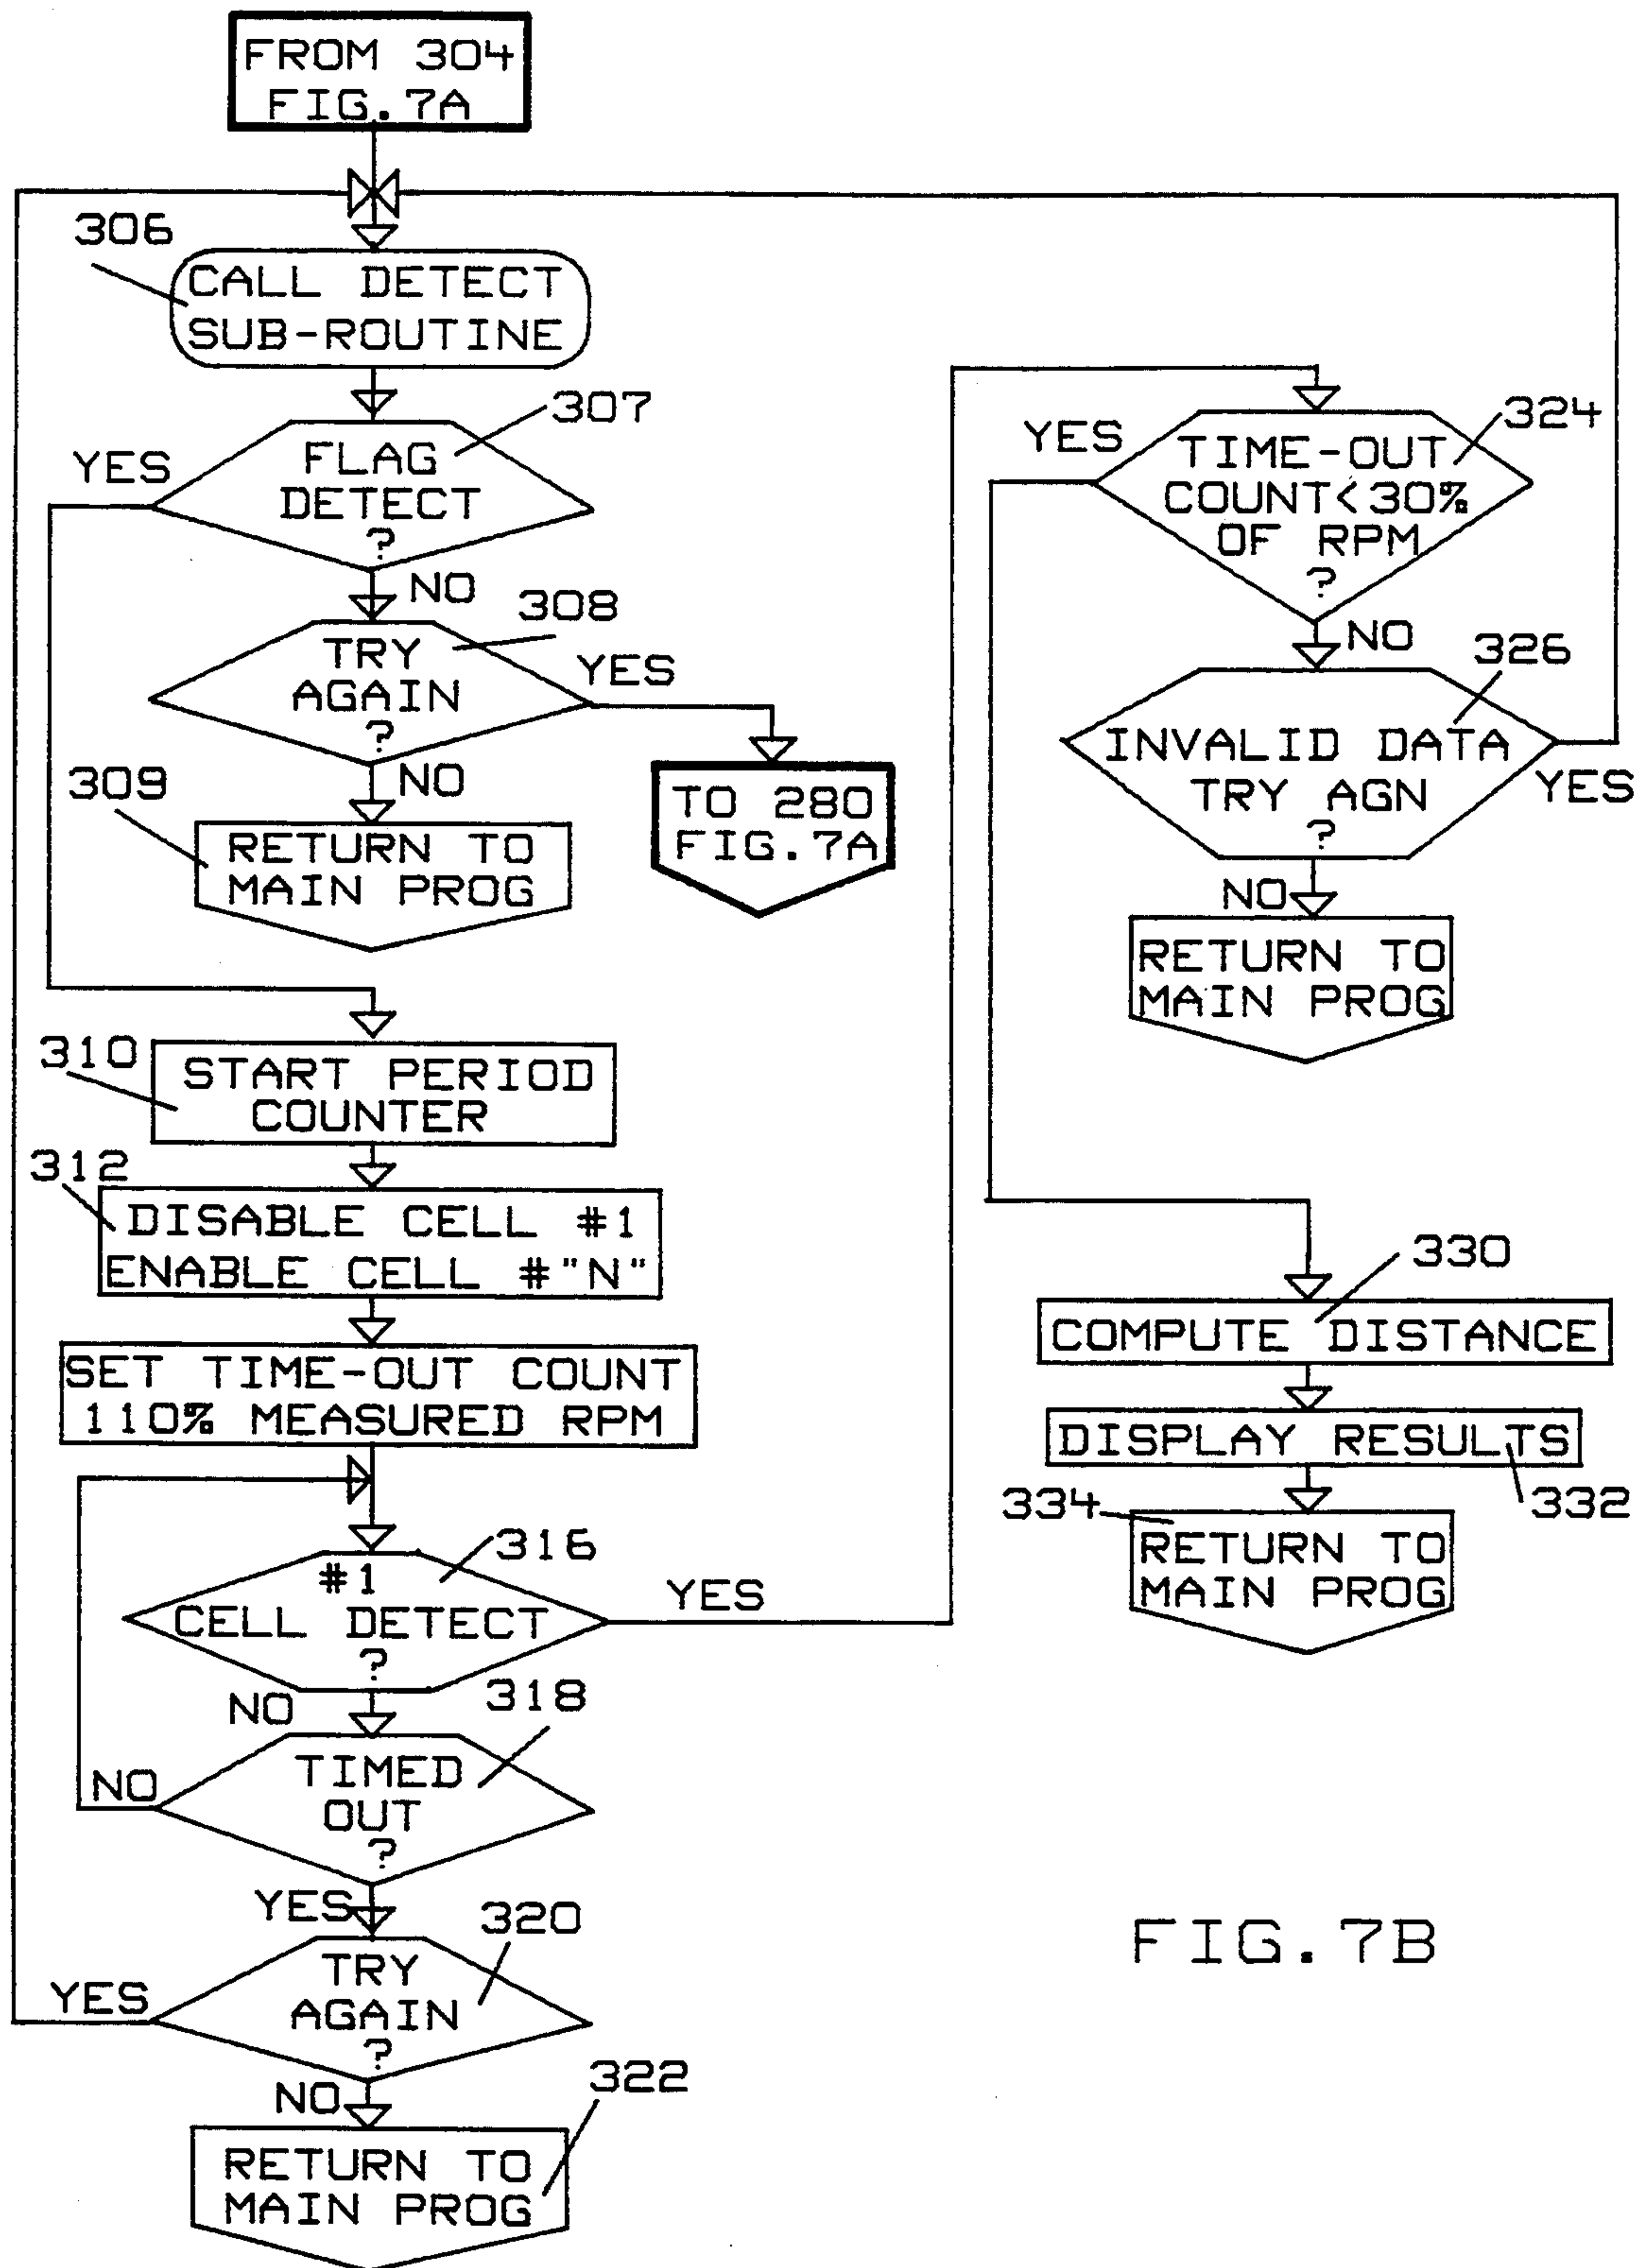 FROM 304
FIG.7A
306
CALL DETECT
SUB-ROUTINE
307
YES
FLAG
DETECT
?
NO
308
TRY
AGAIN
?
YES
NO
309
RETURN TO
MAIN PROG
TO 280
FIG.7A
310
START PERIOD
COUNTER
312
DISABLE CELL #1
ENABLE CELL #"N"
SET TIME-OUT COUNT
110% MEASURED RPM
316
#1
CELL DETECT
?
YES
NO
318
TIMED
OUT
?
NO
YES
320
TRY
AGAIN
?
YES
NO
322
RETURN TO
MAIN PROG
324
YES
TIME-OUT
COUNT<30%
OF RPM
?
NO
326
INVALID DATA
TRY AGN
?
YES
NO
RETURN TO
MAIN PROG
330
COMPUTE DISTANCE
DISPLAY RESULTS
332
334
RETURN TO
MAIN PROG
FIG.7B